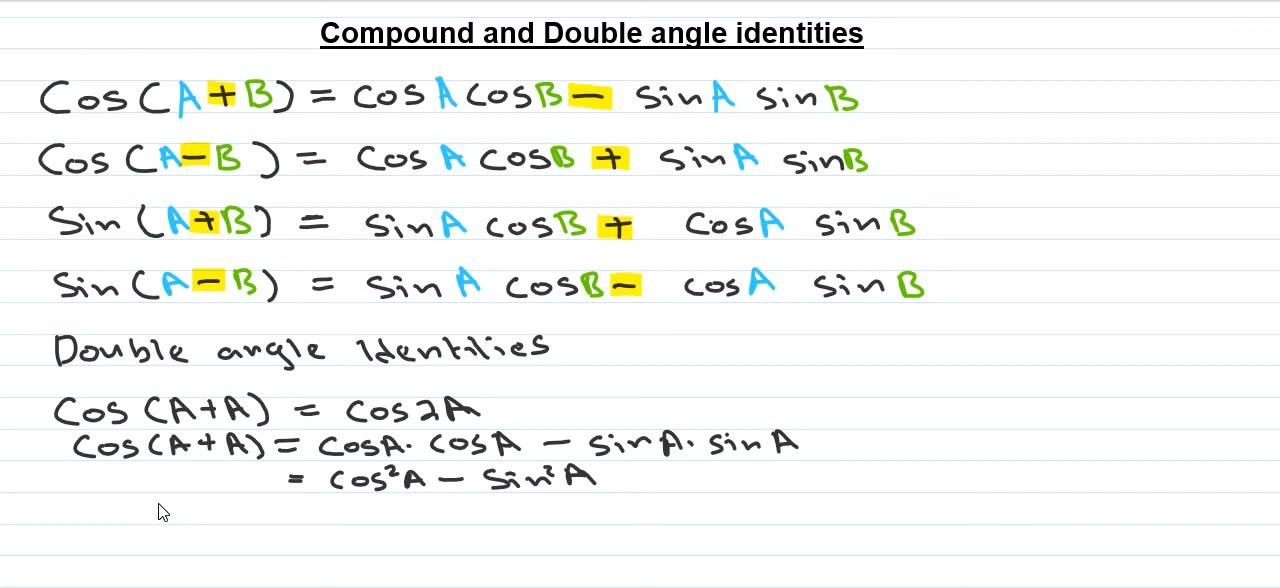 Compound and Double angle identities
Cos(A+B) = cosA cosB − sinA sinB
Cos(A−B) = cosA cosB + sinA sinB
Sin(A+B) = sinA cosB + cosA sinB
Sin(A−B) = sinA cosB − cosA sinB
Double angle Identities
Cos(A+A) = cos2A
Cos(A+A) = cosA. cosA − sinA. sinA
= cos²A − sin²A